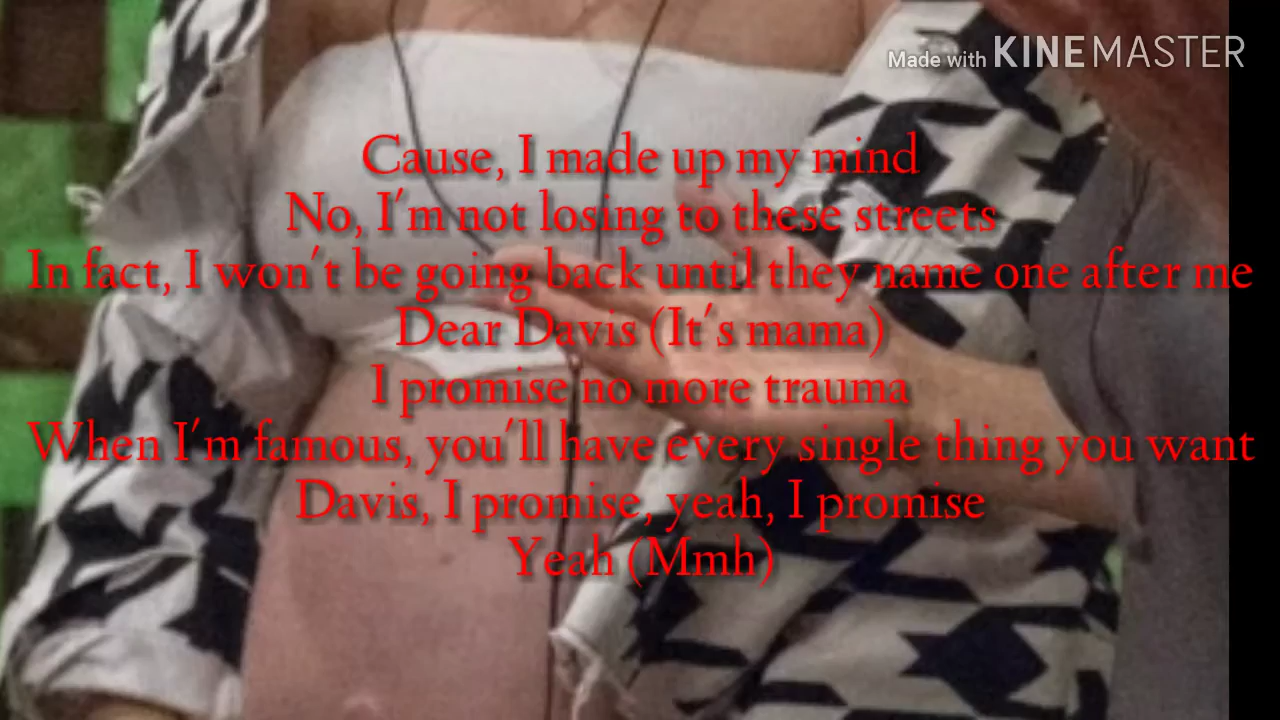 Made with KINEMASTER
Cause, I made up my mind
No, I'm not losing to these streets
In fact, I won't be going back until they name one after me
Dear Davis (It's mama)
I promise no more trauma
When I'm famous, you'll have every single thing you want
Davis, I promise, yeah, I promise
Yeah (Mmh)